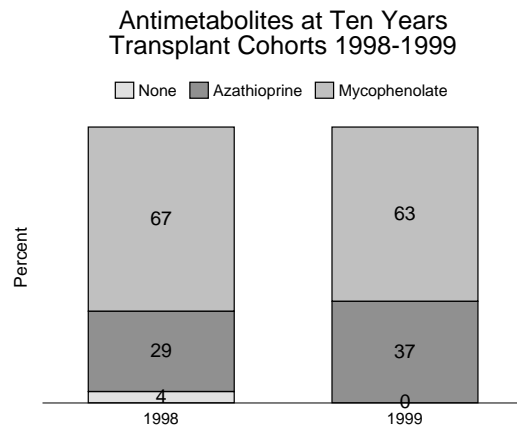 Antimetabolites at Ten Years
Transplant Cohorts 1998-1999
None Azathioprine Mycophenolate
Percent
67 63
29 37
4 0
1998 1999